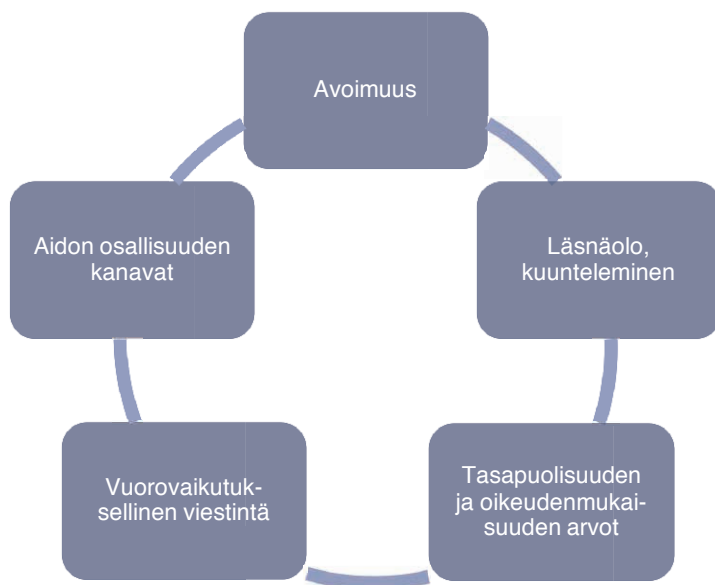 Avoimuus
Läsnäolo,
kuunteleminen
Tasapuolisuuden
ja oikeudenmukai-
suuden arvot
Vuorovaikutuk-
sellinen viestintä
Aidon osallisuuden
kanavat